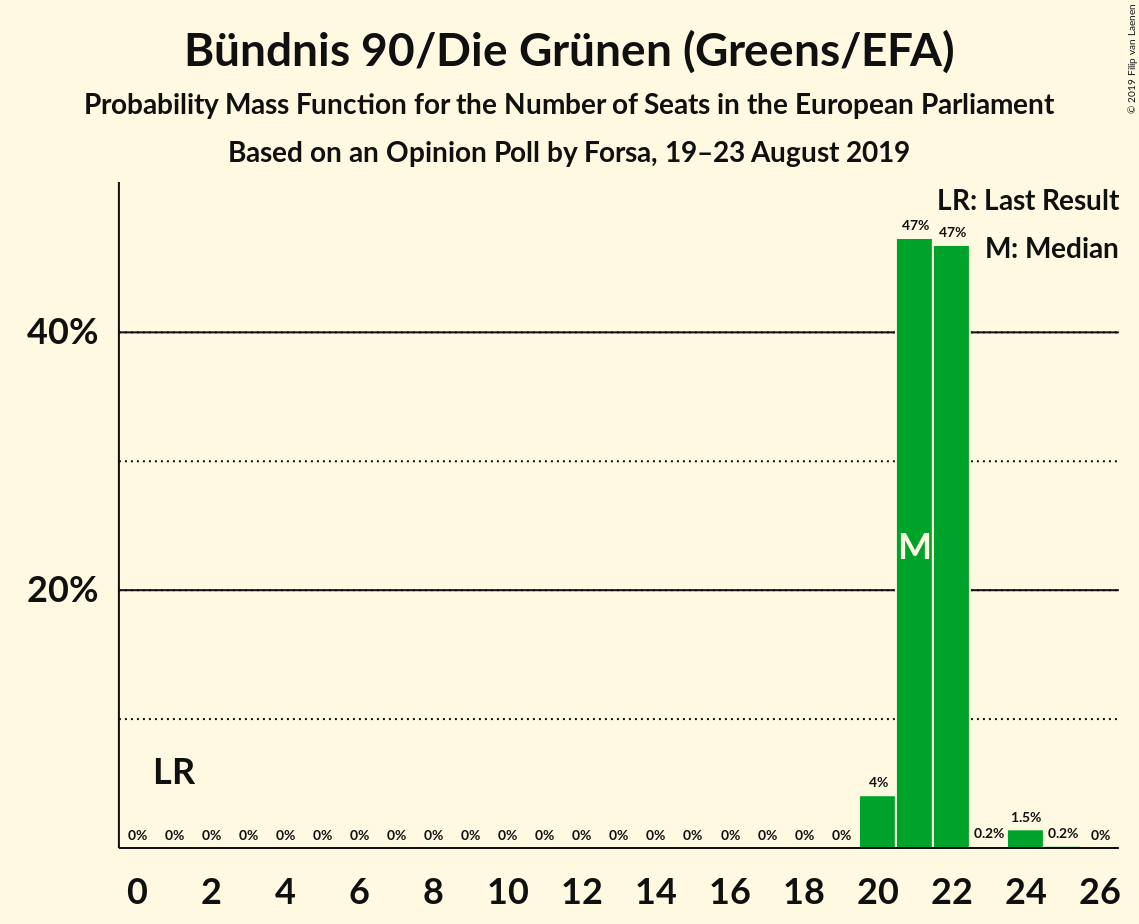 Bündnis 90/Die Grünen (Greens/EFA)
Probability Mass Function for the Number of Seats in the European Parliament
Based on an Opinion Poll by Forsa, 19–23 August 2019
© 2019 Filip van Laenen
LR: Last Result
M: Median
47% 47%
40%
M
20%
LR
4%
1.5%
0% 0% 0% 0% 0% 0% 0% 0% 0% 0% 0% 0% 0% 0% 0% 0% 0% 0% 0% 0% 0.2% 0.2% 0%
0 2 4 6 8 10 12 14 16 18 20 22 24 26